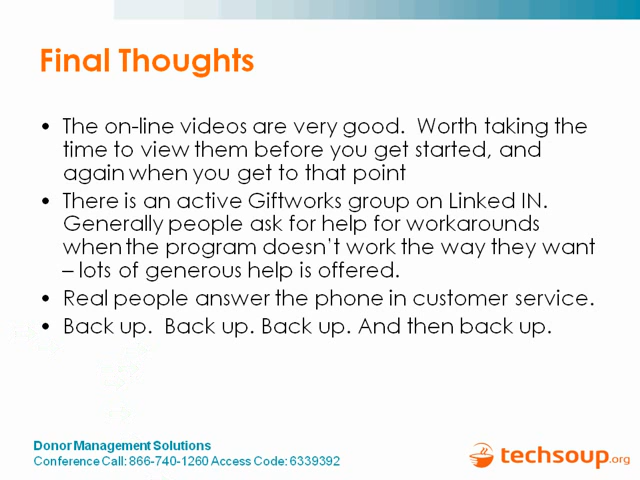 Final Thoughts
• The on-line videos are very good.  Worth taking the
time to view them before you get started, and
again when you get to that point
• There is an active Giftworks group on Linked IN.
Generally people ask for help for workarounds
when the program doesn't work the way they want
– lots of generous help is offered.
• Real people answer the phone in customer service.
• Back up.  Back up. Back up. And then back up.
Donor Management Solutions
Conference Call: 866-740-1260 Access Code: 6339392
techsoup.org